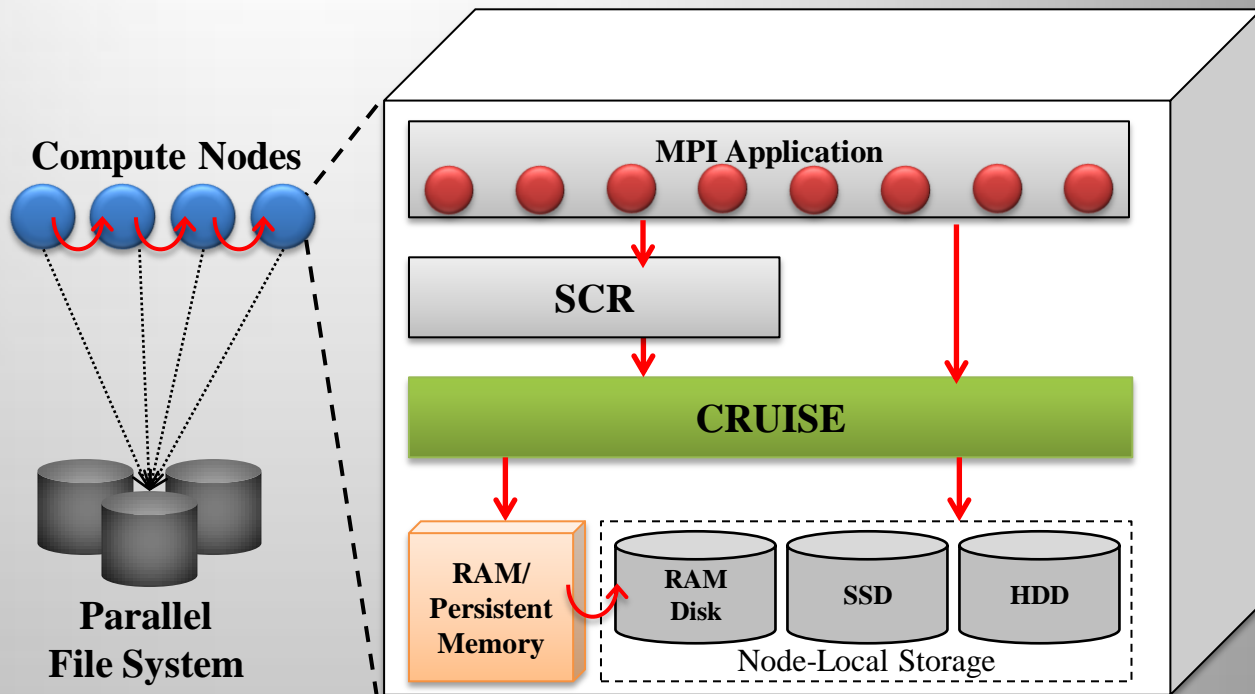 Compute Nodes
Parallel
File System
MPI Application
SCR
CRUISE
RAM/
Persistent
Memory
RAM
Disk
SSD
HDD
Node-Local Storage